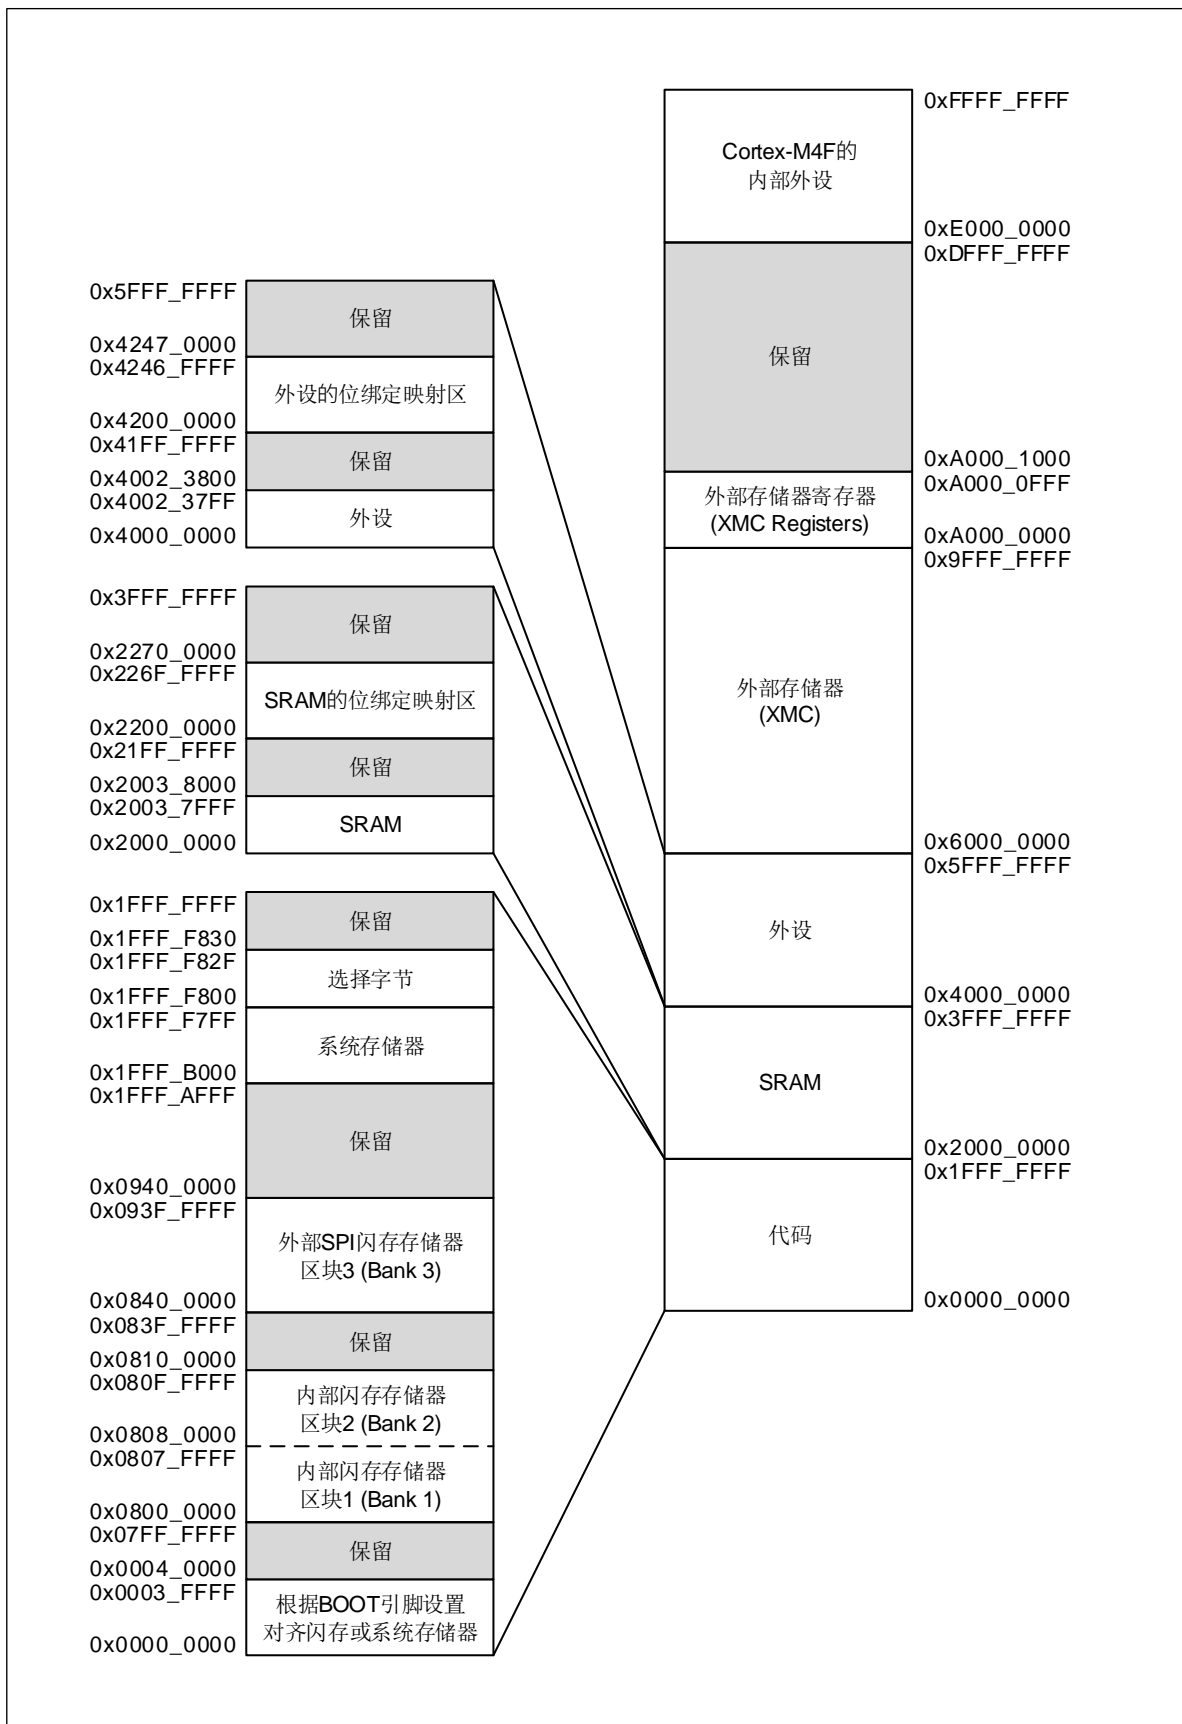 0xFFFF_FFFF
Cortex-M4F的
内部外设
0xE000_0000
0xDFFF_FFFF
保留
0xA000_1000
0xA000_0FFF
外部存储器寄存器
(XMC Registers)
0xA000_0000
0x9FFF_FFFF
外部存储器
(XMC)
0x6000_0000
0x5FFF_FFFF
外设
0x4000_0000
0x3FFF_FFFF
SRAM
0x2000_0000
0x1FFF_FFFF
代码
0x0000_0000
0x5FFF_FFFF
保留
0x4247_0000
0x4246_FFFF
外设的位绑定映射区
0x4200_0000
0x41FF_FFFF
保留
0x4002_3800
0x4002_37FF
外设
0x4000_0000
0x3FFF_FFFF
保留
0x2270_0000
0x226F_FFFF
SRAM的位绑定映射区
0x2200_0000
0x21FF_FFFF
保留
0x2003_8000
0x2003_7FFF
SRAM
0x2000_0000
0x1FFF_FFFF
保留
0x1FFF_F830
0x1FFF_F82F
选择字节
0x1FFF_F800
0x1FFF_F7FF
系统存储器
0x1FFF_B000
0x1FFF_AFFF
保留
0x0940_0000
0x093F_FFFF
外部SPI闪存存储器
区块3 (Bank 3)
0x0840_0000
0x083F_FFFF
保留
0x0810_0000
0x080F_FFFF
内部闪存存储器
区块2 (Bank 2)
0x0808_0000
0x0807_FFFF
内部闪存存储器
区块1 (Bank 1)
0x0800_0000
0x07FF_FFFF
保留
0x0004_0000
0x0003_FFFF
根据BOOT引脚设置
对齐闪存或系统存储器
0x0000_0000